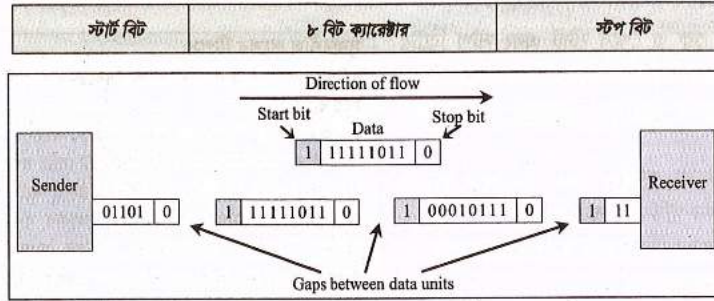 স্টার্ট বিট ৮ বিট ক্যারেক্টার স্টপ বিট
Direction of flow
Start bit Data Stop bit
1 11111011 0
Sender Receiver
01101 0 1 11111011 0 1 00010111 0 1 11
Gaps between data units